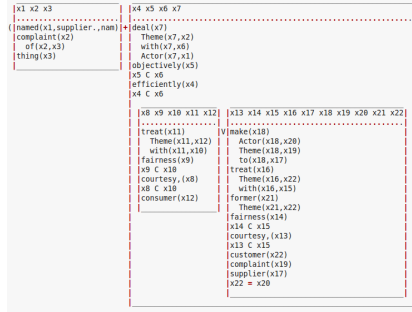 x1 x2 x3
x4 x5 x6 x7
(|named(x1,supplier.,nam)|+|deal(x7)
complaint(x2)
Theme(x7,x2)
of(x2,x3)
with(x7,x6)
thing(x3)
Actor(x7,x1)
objectively(x5)
x5 C x6
efficiently(x4)
x4 C x6
x8 x9 x10 x11 x12
x13 x14 x15 x16 x17 x18 x19 x20 x21 x22
treat(x11)
V|make(x18)
Theme(x11,x12)
Actor(x18,x20)
with(x11,x10)
Theme(x18,x19)
fairness(x9)
to(x18,x17)
x9 C x10
treat(x16)
courtesy,(x8)
Theme(x16,x22)
x8 C x10
with(x16,x15)
consumer(x12)
former(x21)
Theme(x21,x22)
fairness(x14)
x14 C x15
courtesy,(x13)
x13 C x15
customer(x22)
complaint(x19)
supplier(x17)
x22 = x20